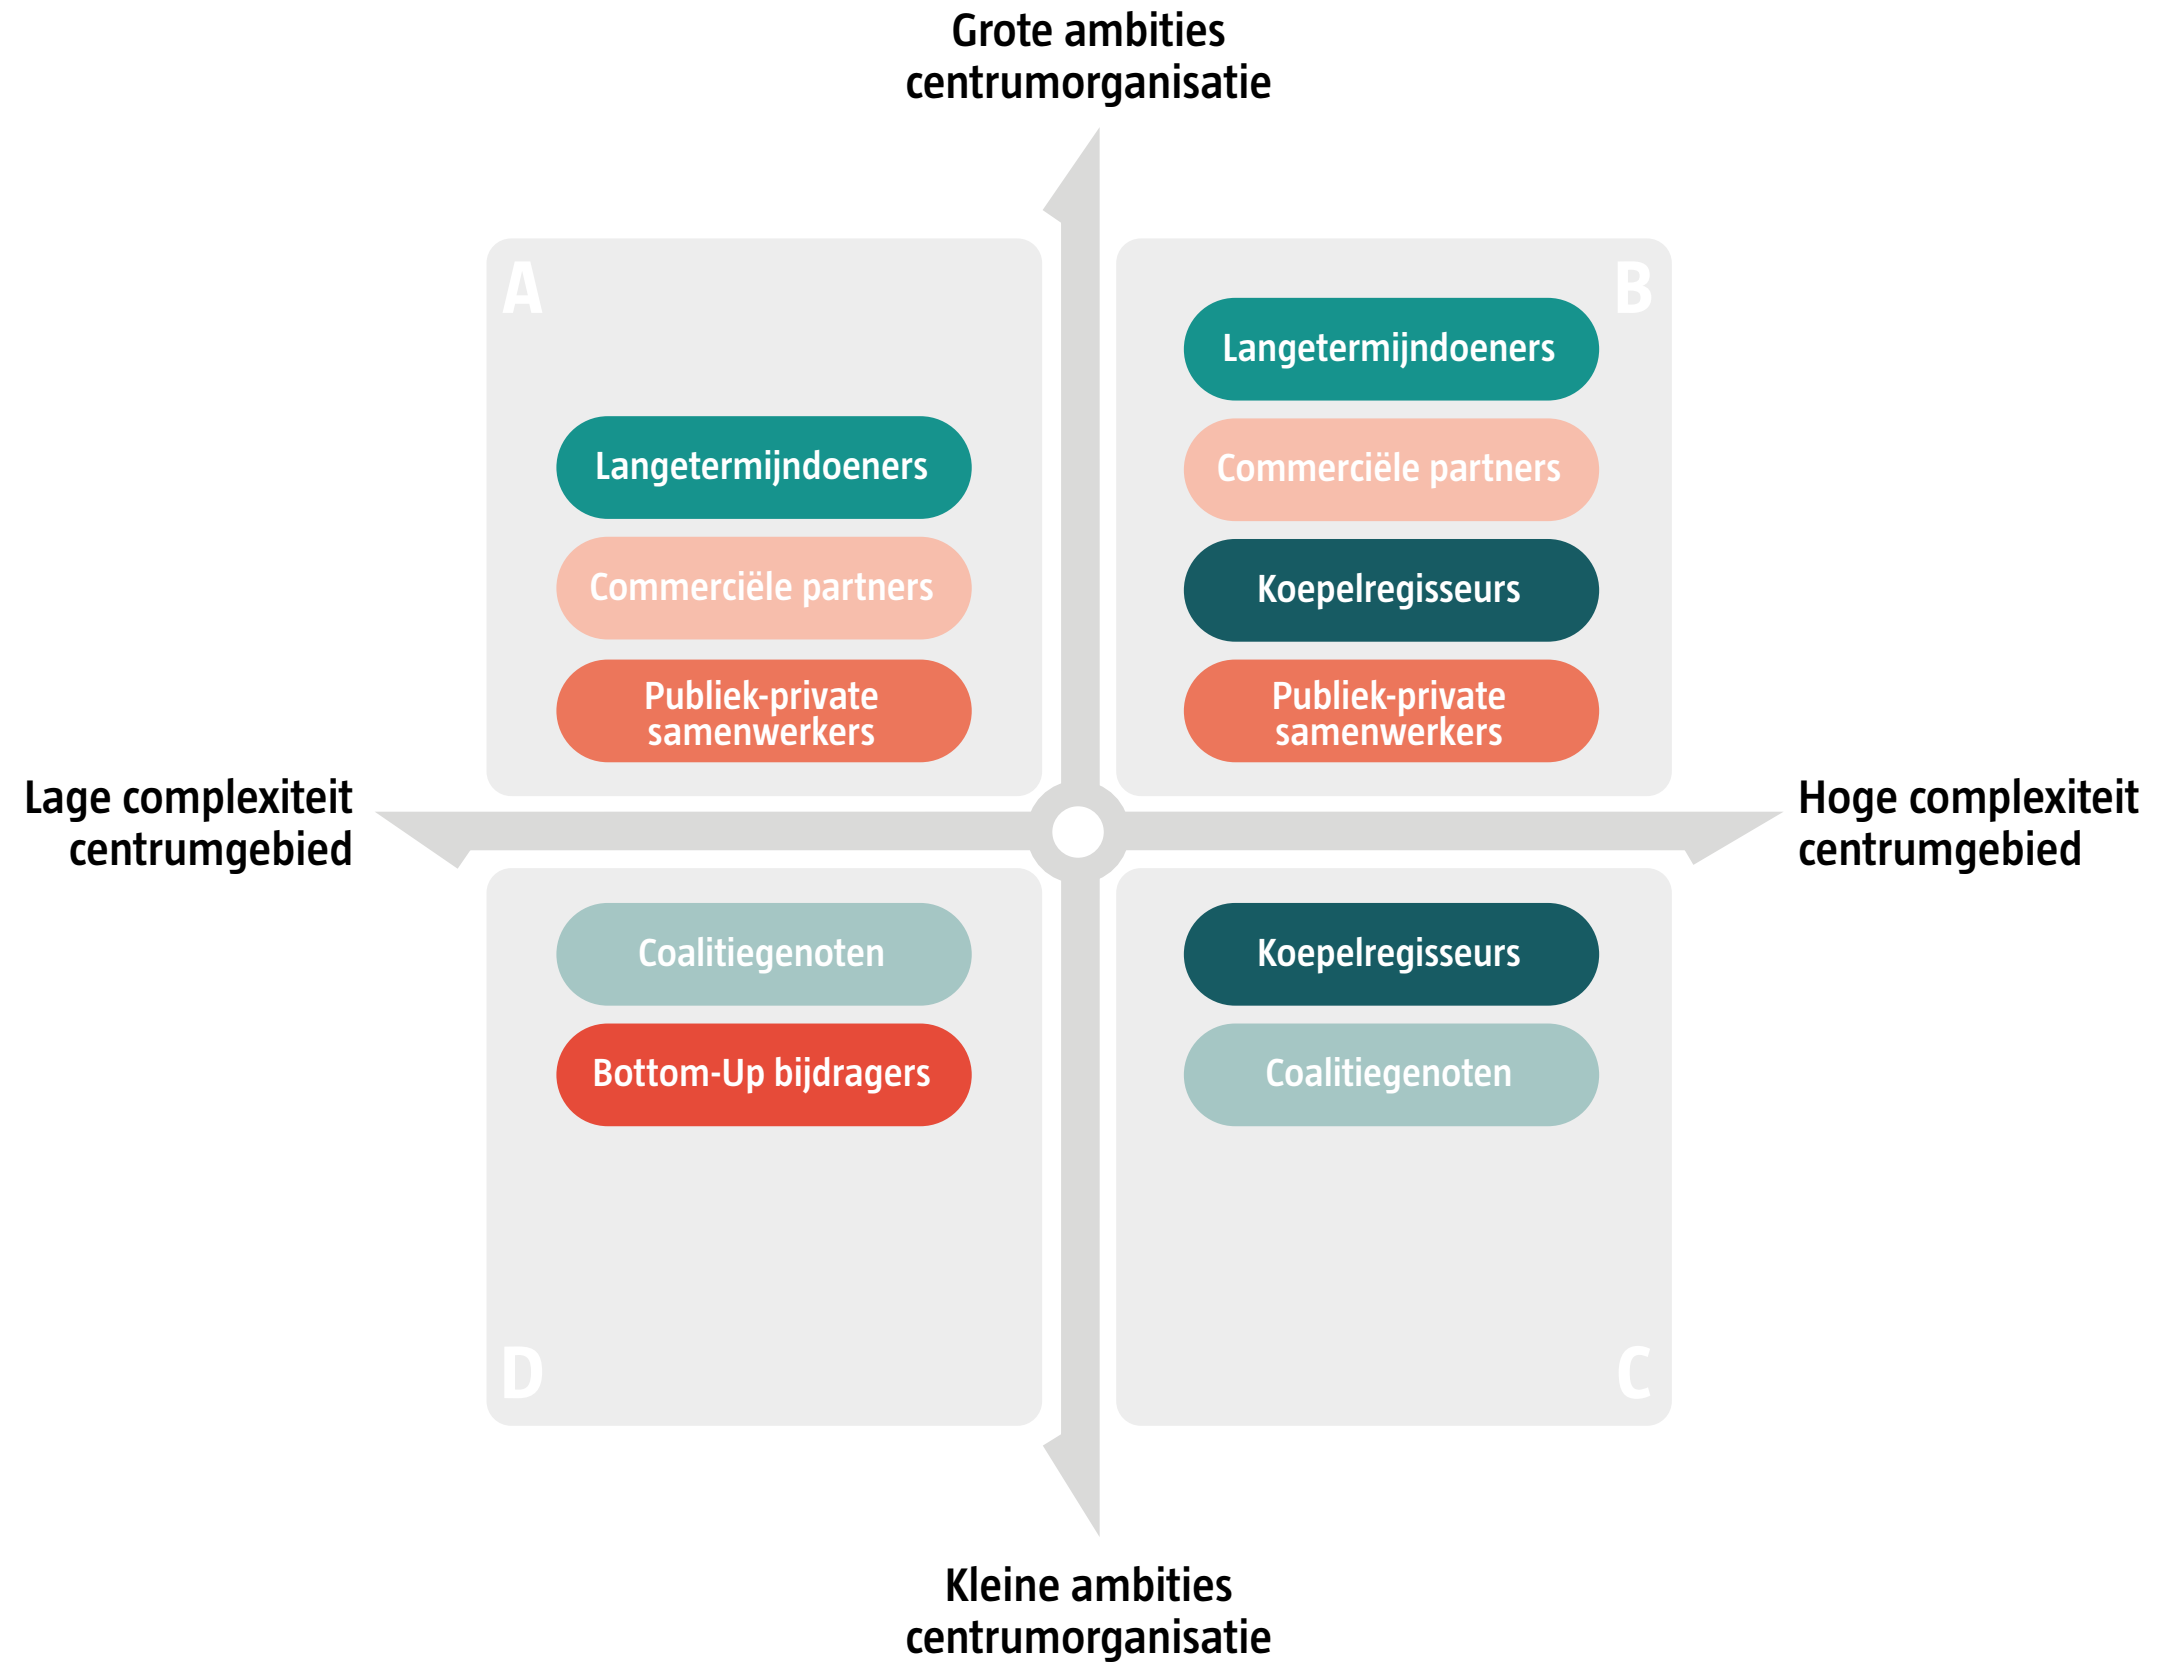 Grote ambities
centrumorganisatie
A
Langetermijndoeners
Commerciële partners
Publiek-private
samenwerkers
B
Langetermijndoeners
Commerciële partners
Koepelregisseurs
Publiek-private
samenwerkers
Lage complexiteit
centrumgebied
Hoge complexiteit
centrumgebied
Coalitiegenoten
Bottom-Up bijdragers
D
Koepelregisseurs
Coalitiegenoten
C
Kleine ambities
centrumorganisatie